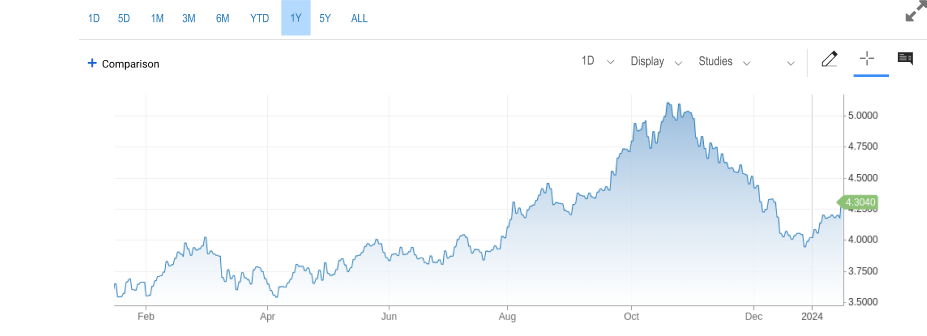 1D 5D 1M 3M 6M YTD 1Y 5Y ALL
+ Comparison 1D Display Studies
5.0000
4.7500
4.5000
4.3040
4.2500
4.0000
3.7500
3.5000
Feb Apr Jun Aug Oct Dec 2024